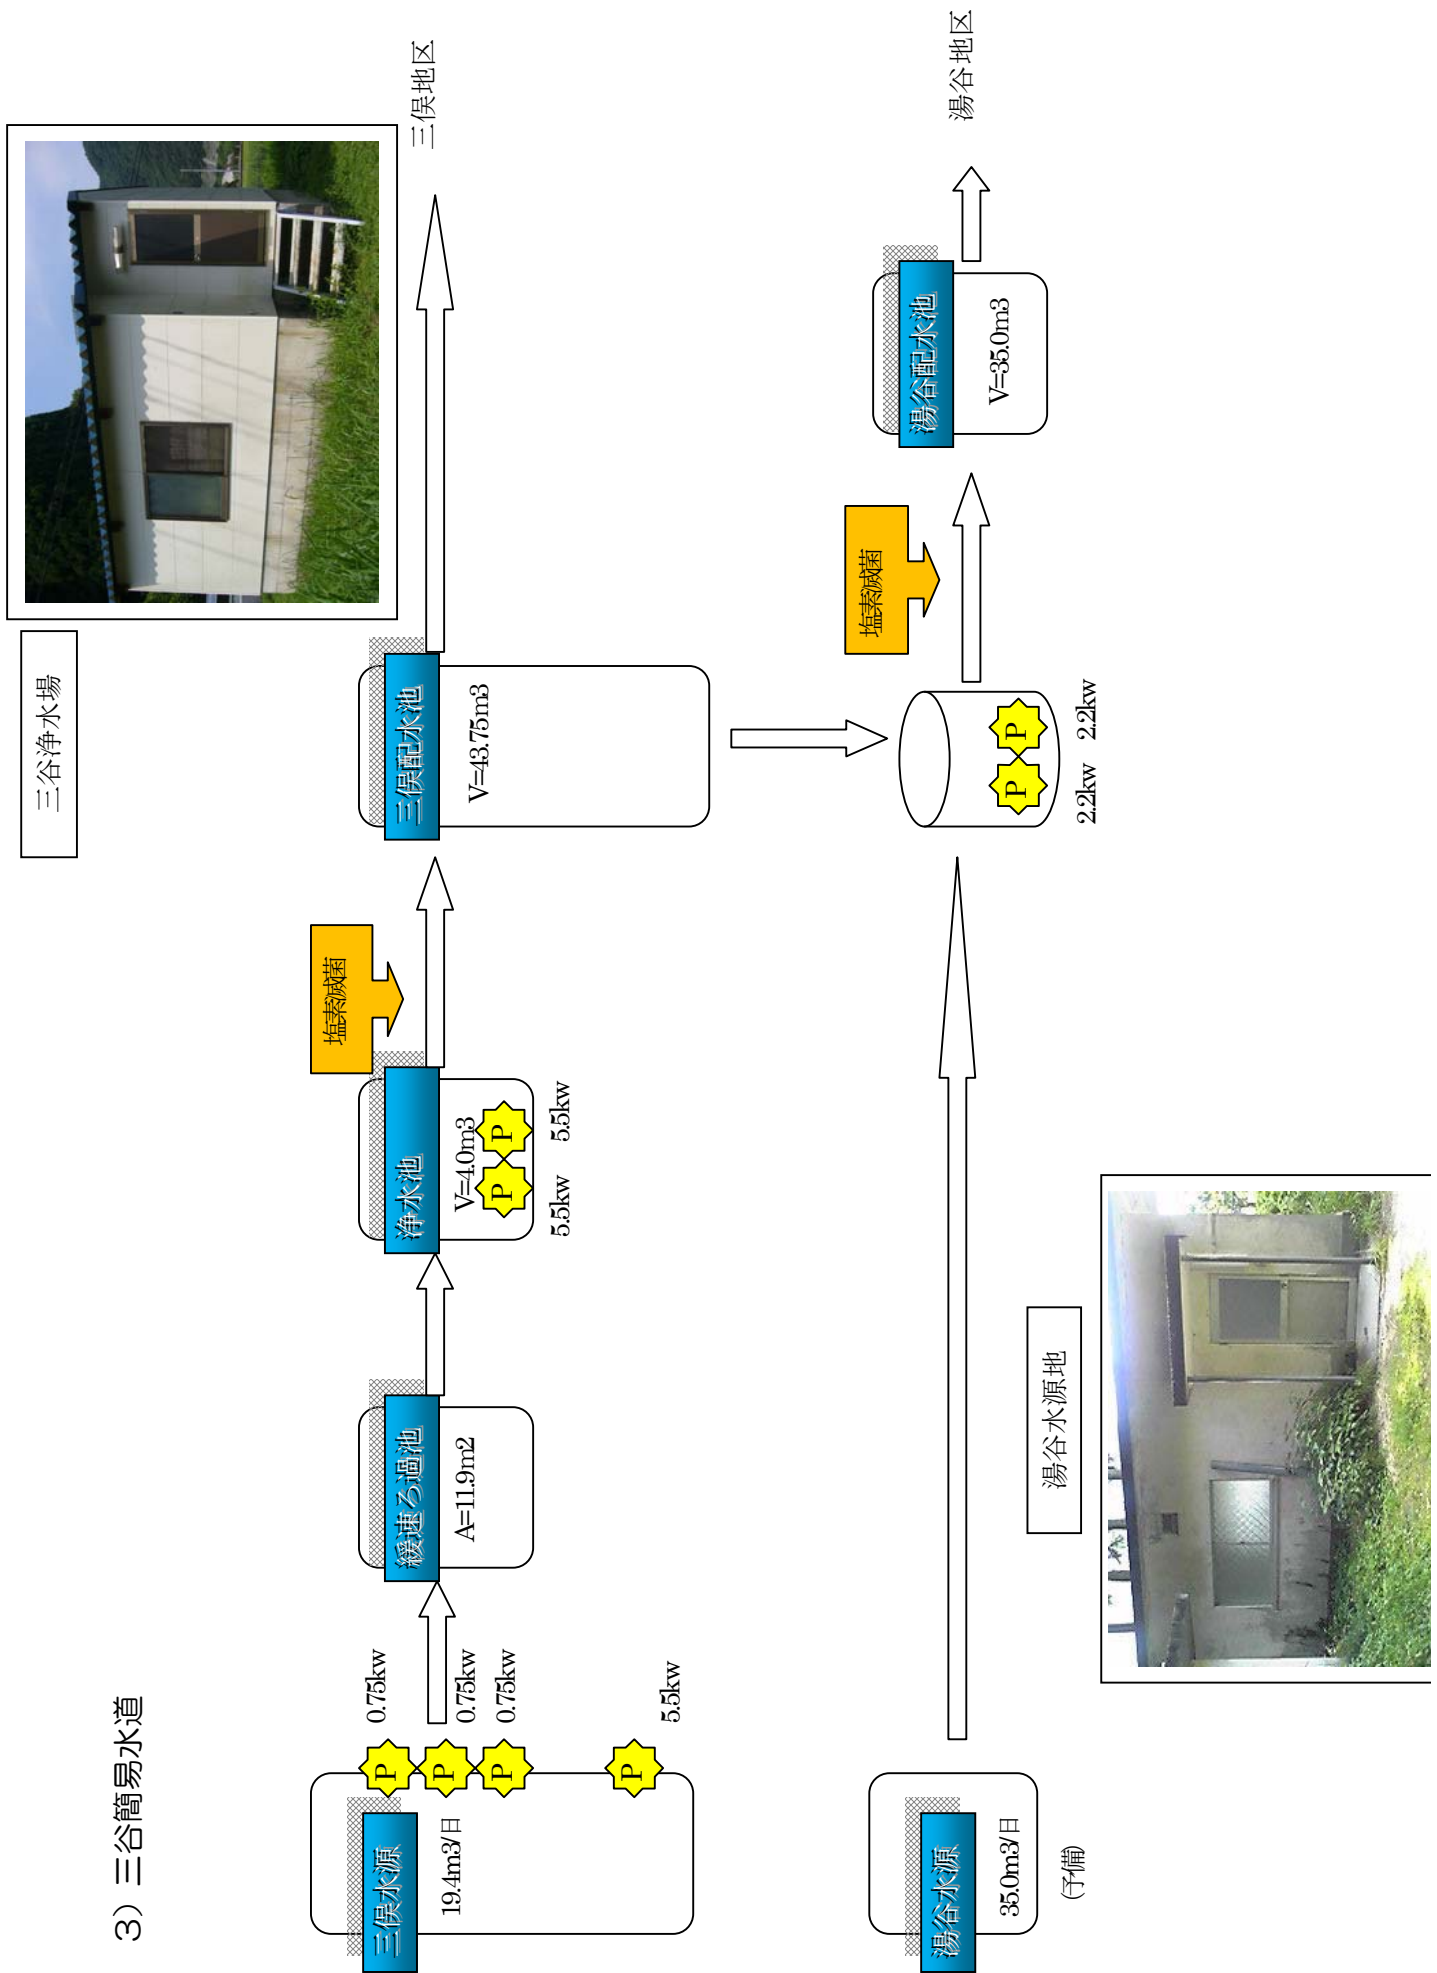 3）三谷簡易水道
三谷浄水場
三俣水源
19.4m3/日
P
P
P
P
0.75kw
0.75kw
0.75kw
5.5kw
緩速ろ過池
A=11.9m2
浄水池
V=4.0m3
P
P
5.5kw
5.5kw
塩素滅菌
三俣配水池
V=43.75m3
三俣地区
湯谷水源
35.0m3/日
(予備)
P
P
2.2kw
2.2kw
塩素滅菌
湯谷配水池
V=35.0m3
湯谷地区
湯谷水源地